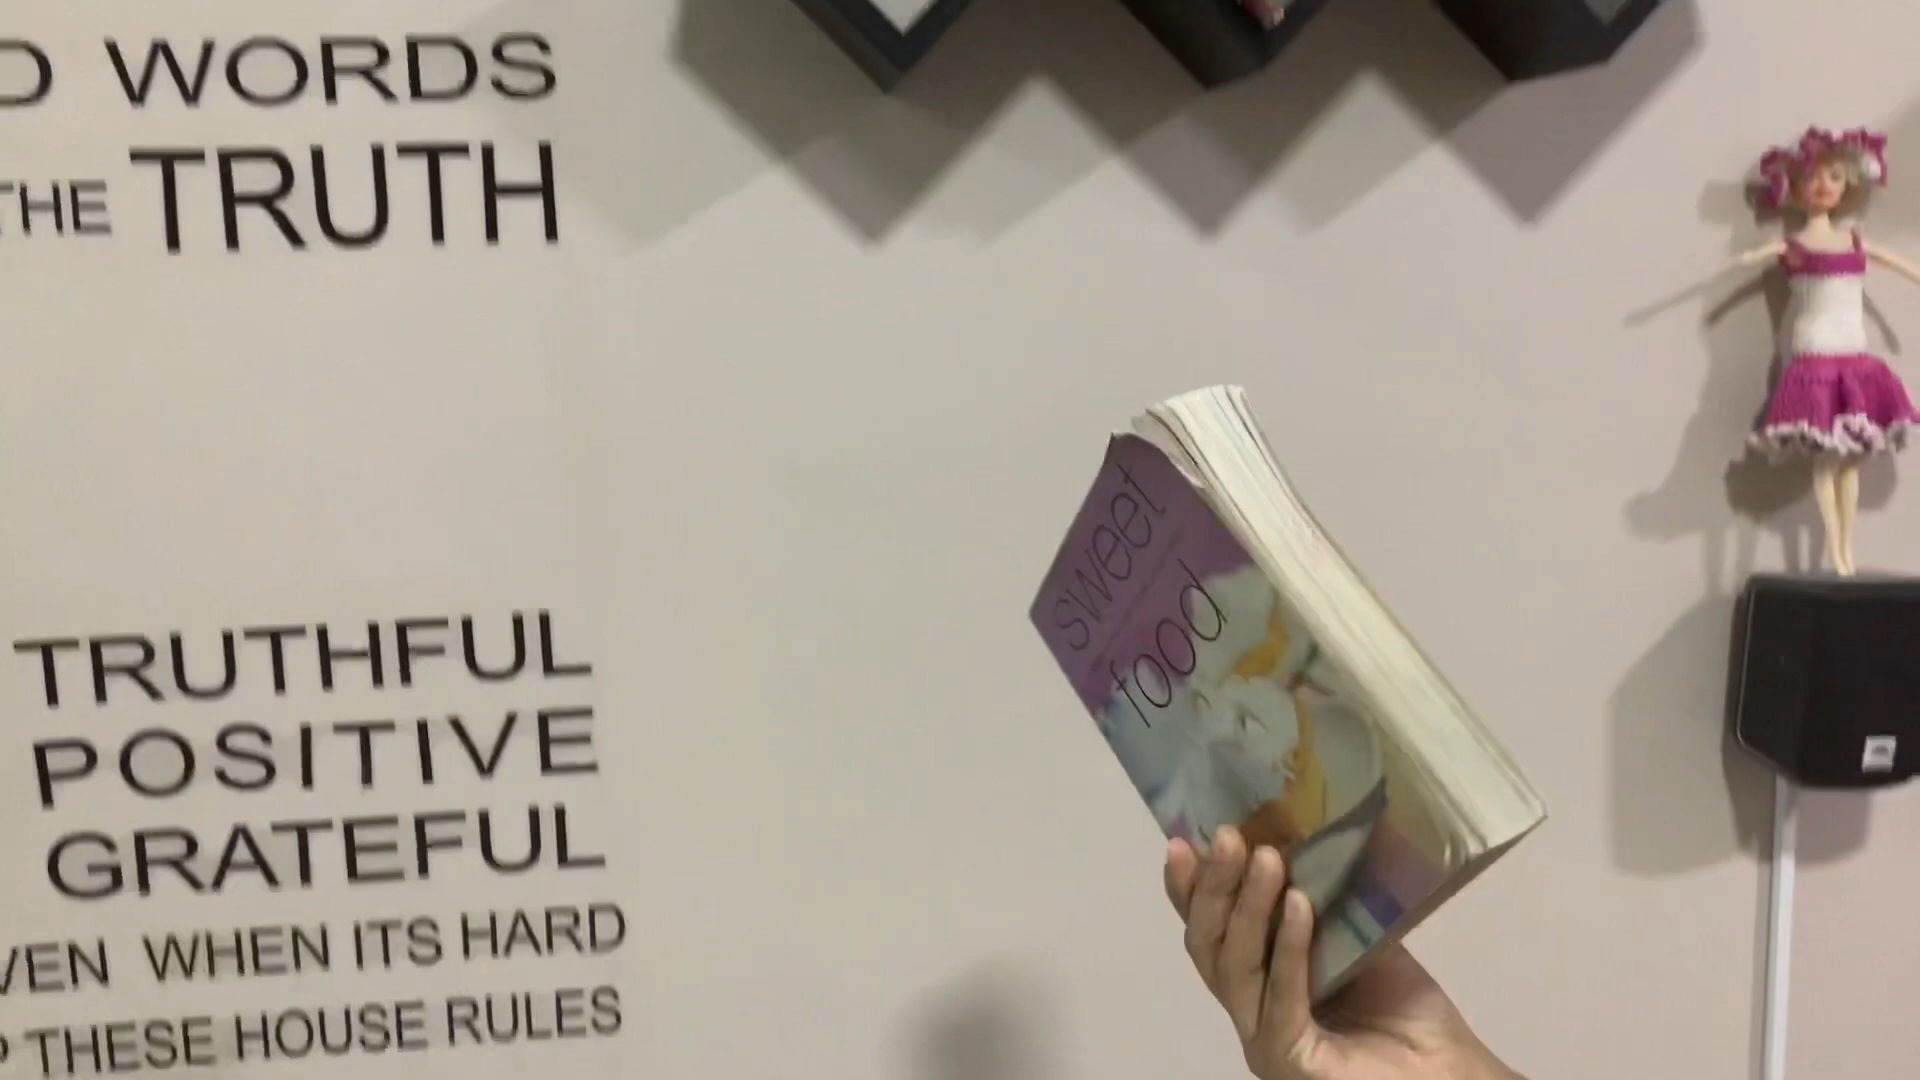 WORDS
THE TRUTH
TRUTHFUL
POSITIVE
GRATEFUL
WHEN ITS HARD
THESE HOUSE RULES
sweet
food